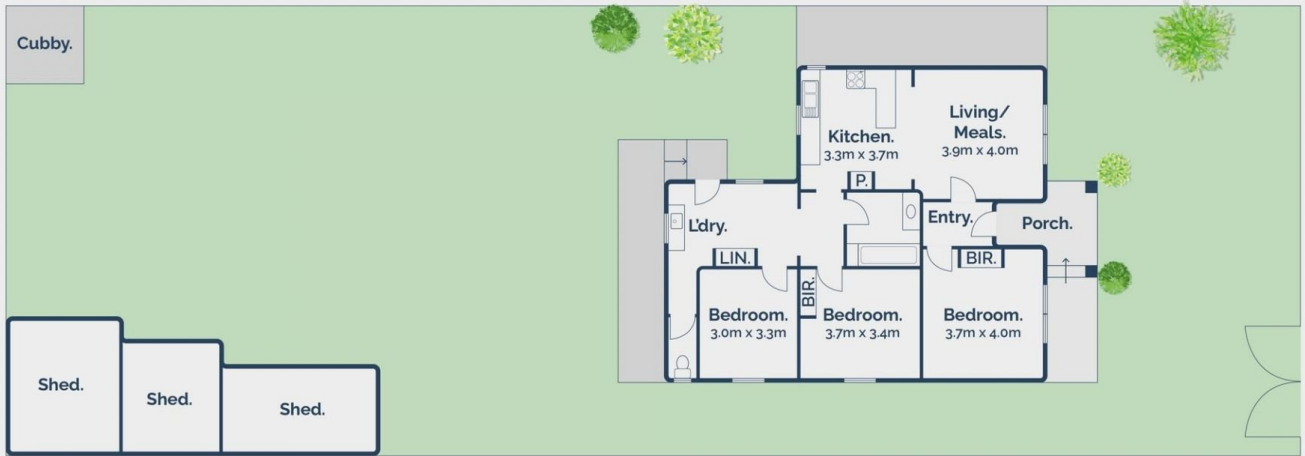 Cubby.
Living/
Meals.
3.9m x 4.0m
Kitchen.
3.3m x 3.7m
P.
L'dry.
Entry.
Porch.
LIN.
BIR.
BIR.
Bedroom.
3.0m x 3.3m
Bedroom.
3.7m x 3.4m
Bedroom.
3.7m x 4.0m
Shed.
Shed.
Shed.